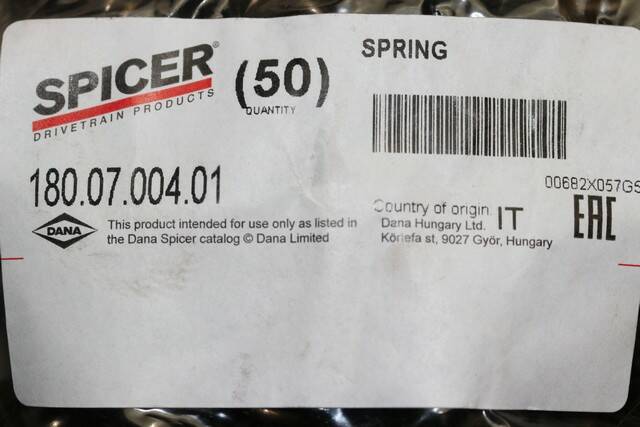 SPICER®
DRIVETRAIN PRODUCTS
(50)
QUANTITY
SPRING
180.07.004.01
00682X057GS
DANA
This product intended for use only as listed in
the Dana Spicer catalog © Dana Limited
Country of origin IT
Dana Hungary Ltd.
Körtefa st, 9027 Győr, Hungary
EAC